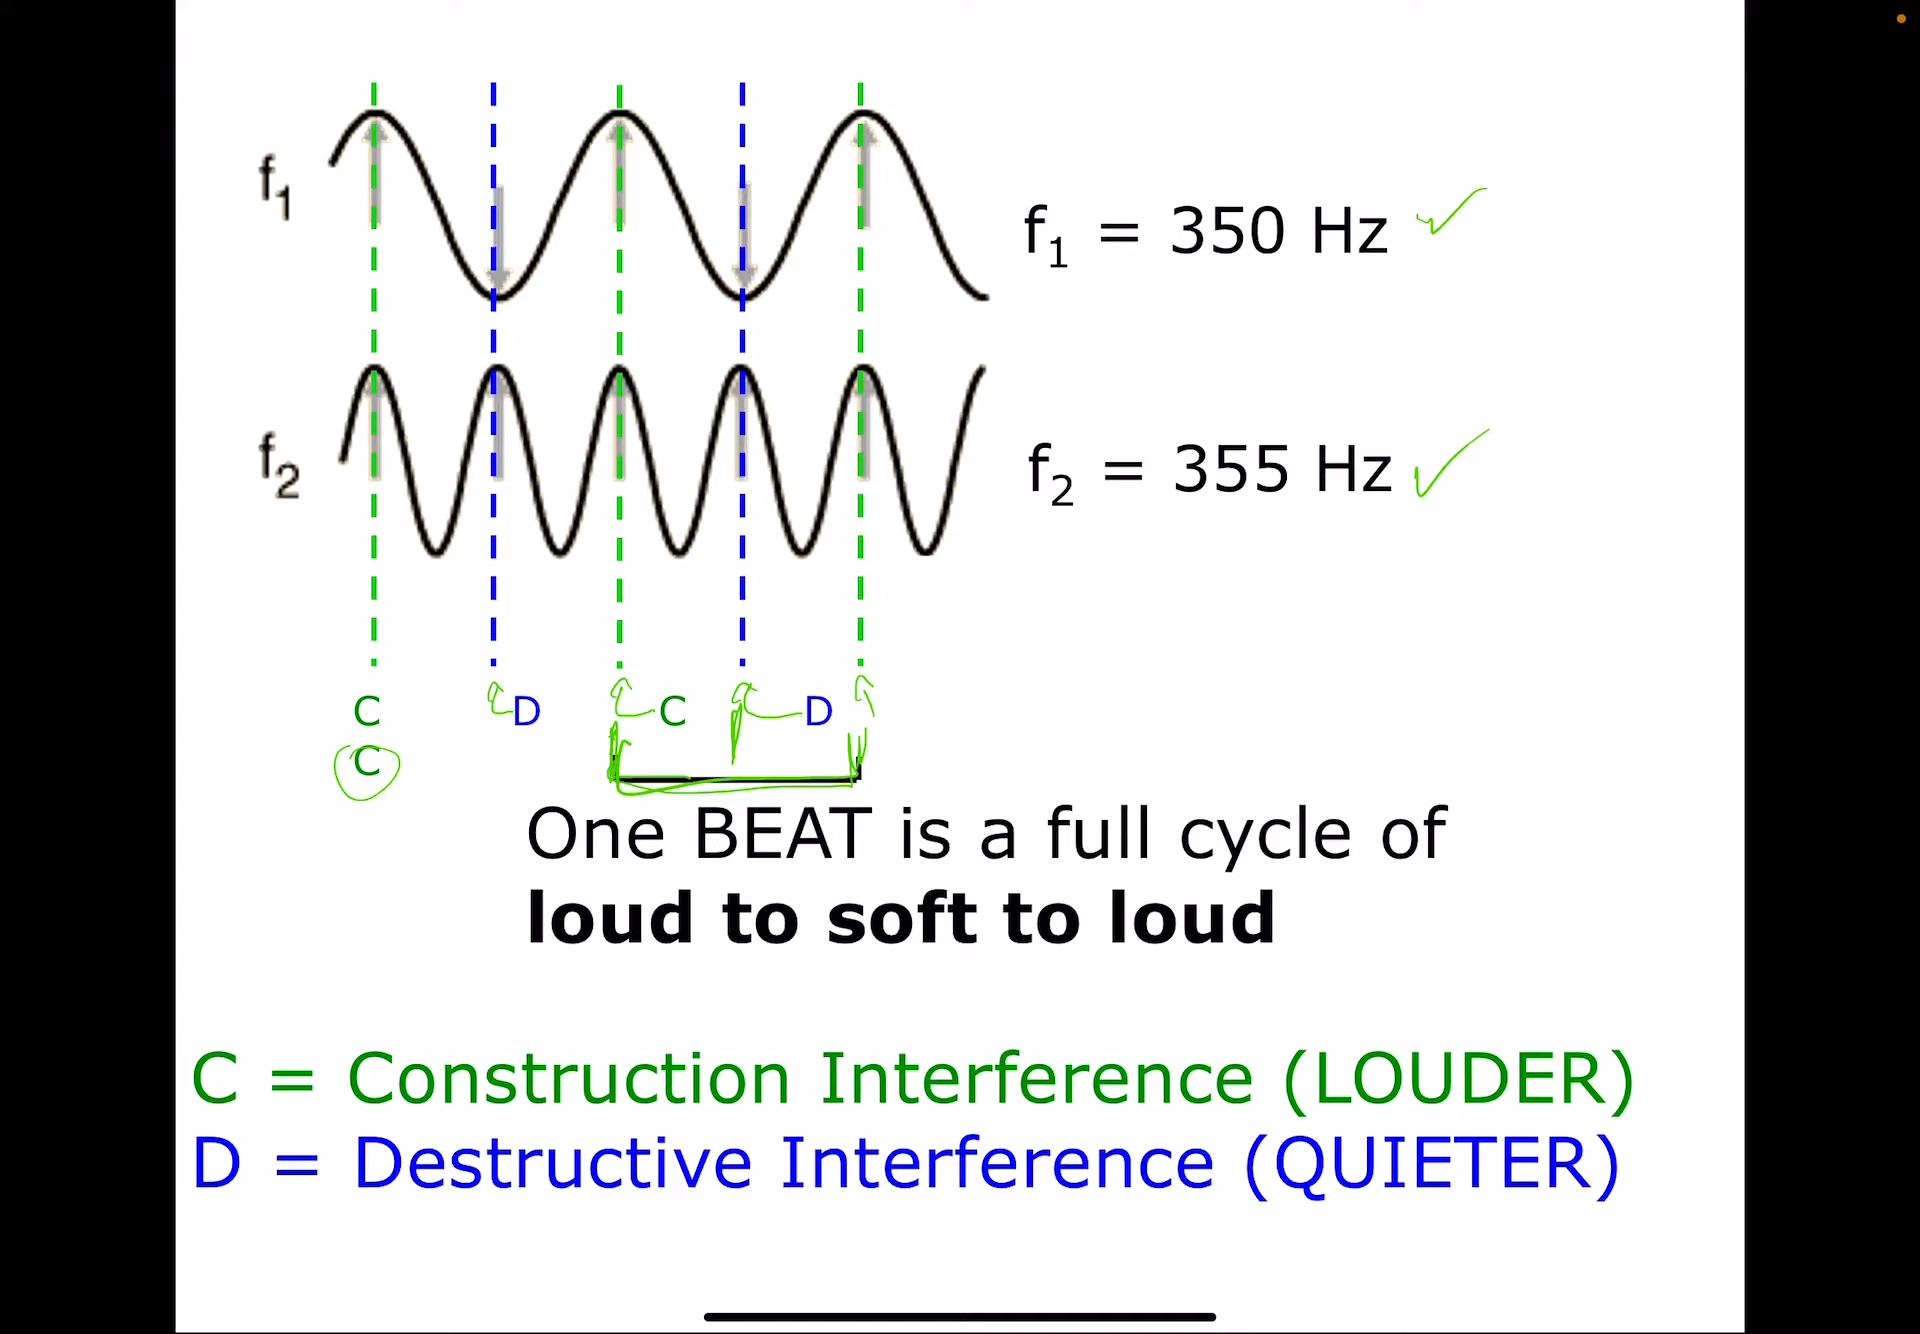 f1
f1 = 350 Hz
f2
f2 = 355 Hz
C D C D
C
One BEAT is a full cycle of
loud to soft to loud
C = Construction Interference (LOUDER)
D = Destructive Interference (QUIETER)